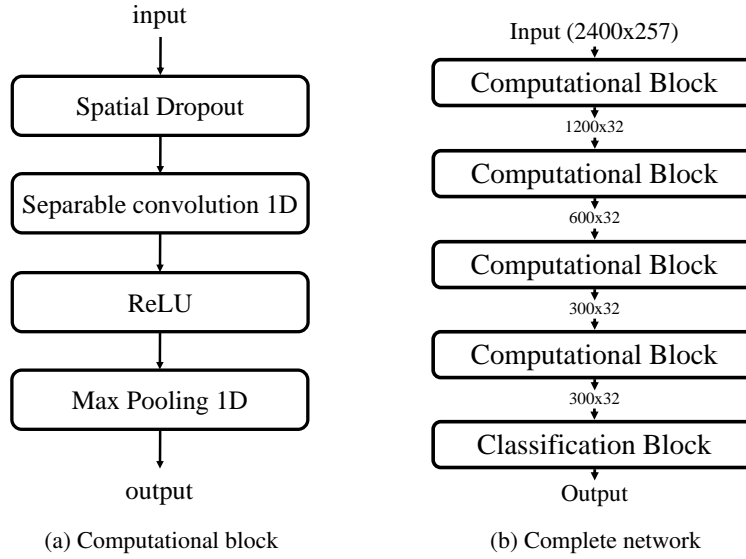 input
Spatial Dropout
Separable convolution 1D
ReLU
Max Pooling 1D
output
(a) Computational block
Input (2400x257)
Computational Block
1200x32
Computational Block
600x32
Computational Block
300x32
Computational Block
300x32
Classification Block
Output
(b) Complete network